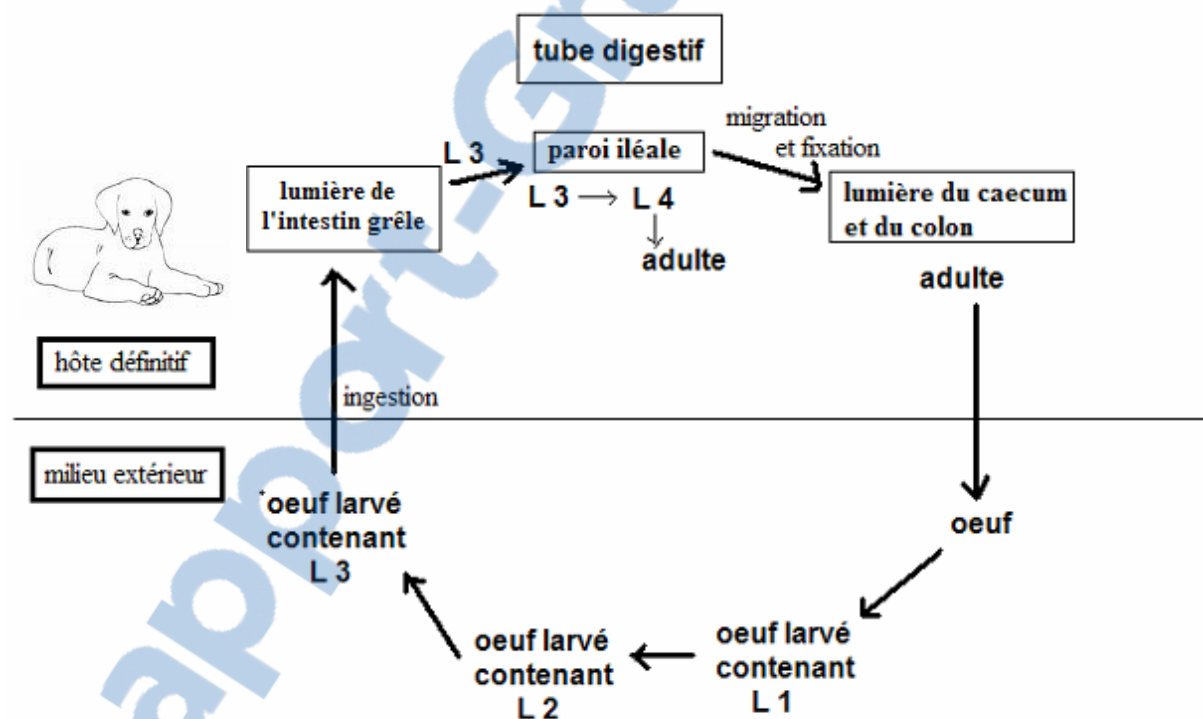 tube digestif
migration
et fixation
L 3
paroi iléale
lumière de
l'intestin grêle
L 3 → L 4
↓
adulte
lumière du caecum
et du colon
adulte
hôte définitif
ingestion
milieu extérieur
oeuf larvé
contenant
L 3
oeuf
oeuf larvé
contenant
L 2
oeuf larvé
contenant
L 1